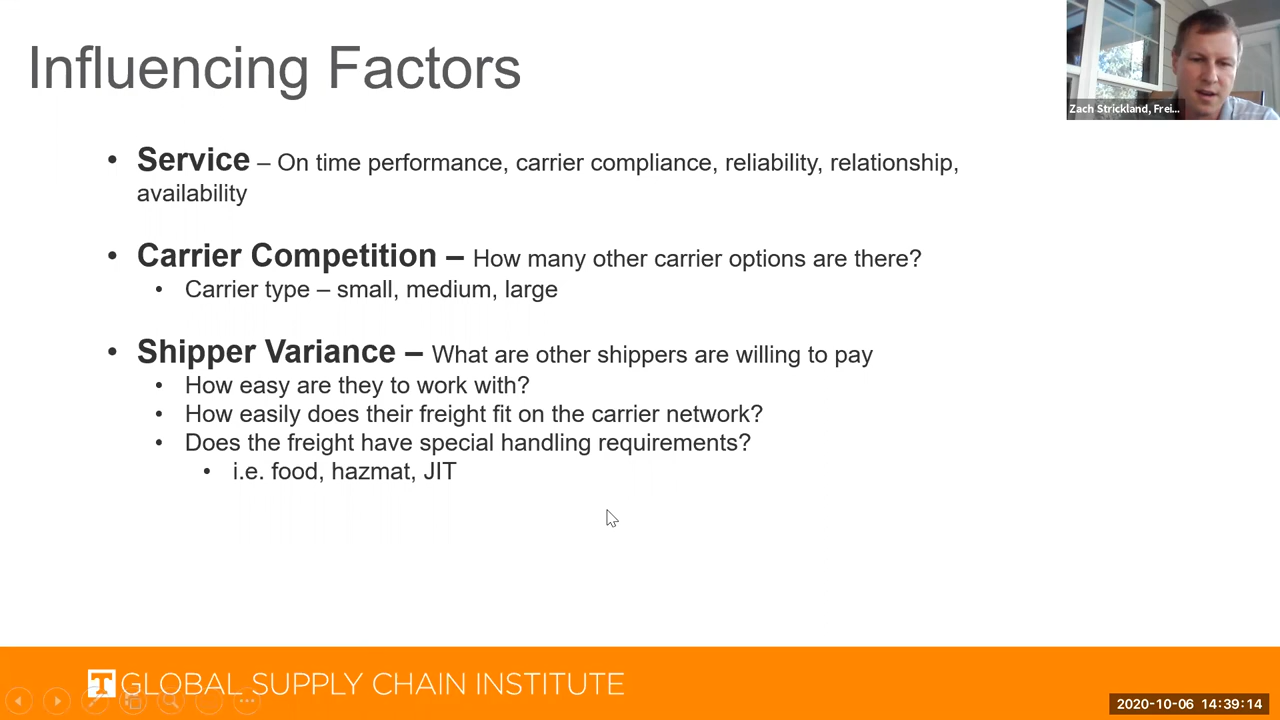 Influencing Factors
Zach Strickland, Frei...
• Service – On time performance, carrier compliance, reliability, relationship,
availability
• Carrier Competition – How many other carrier options are there?
• Carrier type – small, medium, large
• Shipper Variance – What are other shippers are willing to pay
• How easy are they to work with?
• How easily does their freight fit on the carrier network?
• Does the freight have special handling requirements?
• i.e. food, hazmat, JIT
T GLOBAL SUPPLY CHAIN INSTITUTE
2020-10-06 14:39:14